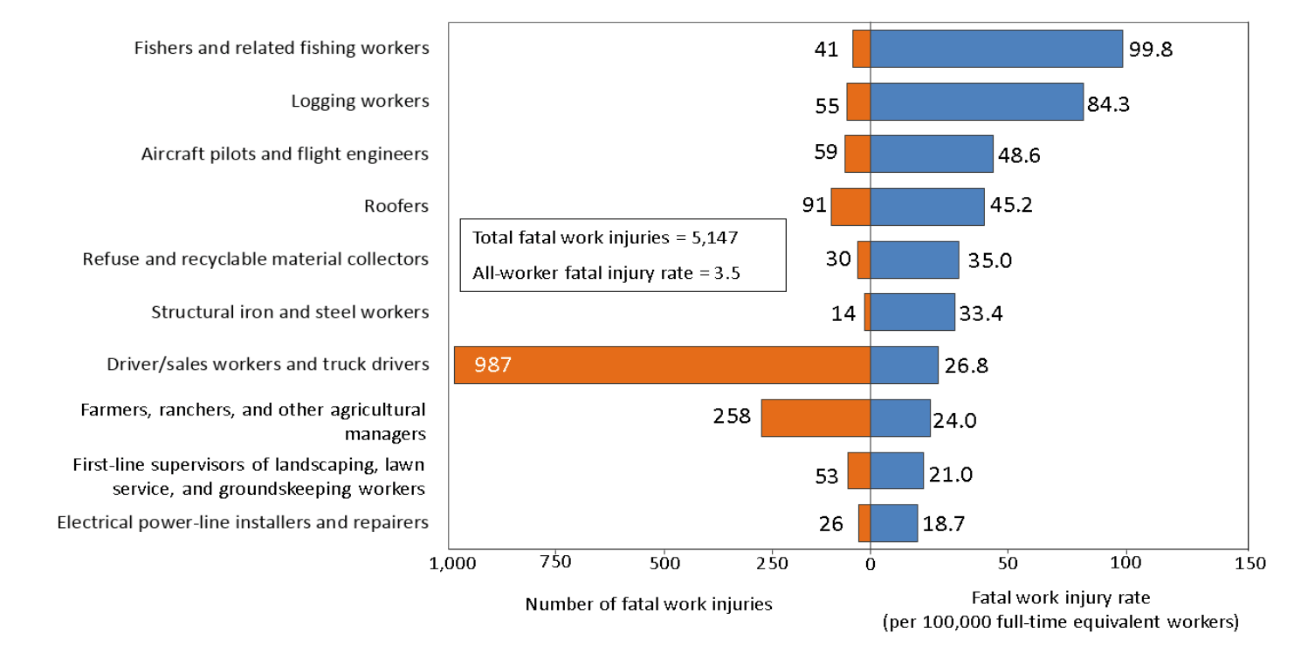 Fishers and related fishing workers 41 99.8
Logging workers 55 84.3
Aircraft pilots and flight engineers 59 48.6
Roofers 91 45.2
Total fatal work injuries = 5,147
All-worker fatal injury rate = 3.5
Refuse and recyclable material collectors 30 35.0
Structural iron and steel workers 14 33.4
Driver/sales workers and truck drivers 987 26.8
Farmers, ranchers, and other agricultural
managers
258 24.0
First-line supervisors of landscaping, lawn
service, and groundskeeping workers
53 21.0
Electrical power-line installers and repairers 26 18.7
1,000 750 500 250 0 50 100 150
Number of fatal work injuries
Fatal work injury rate
(per 100,000 full-time equivalent workers)